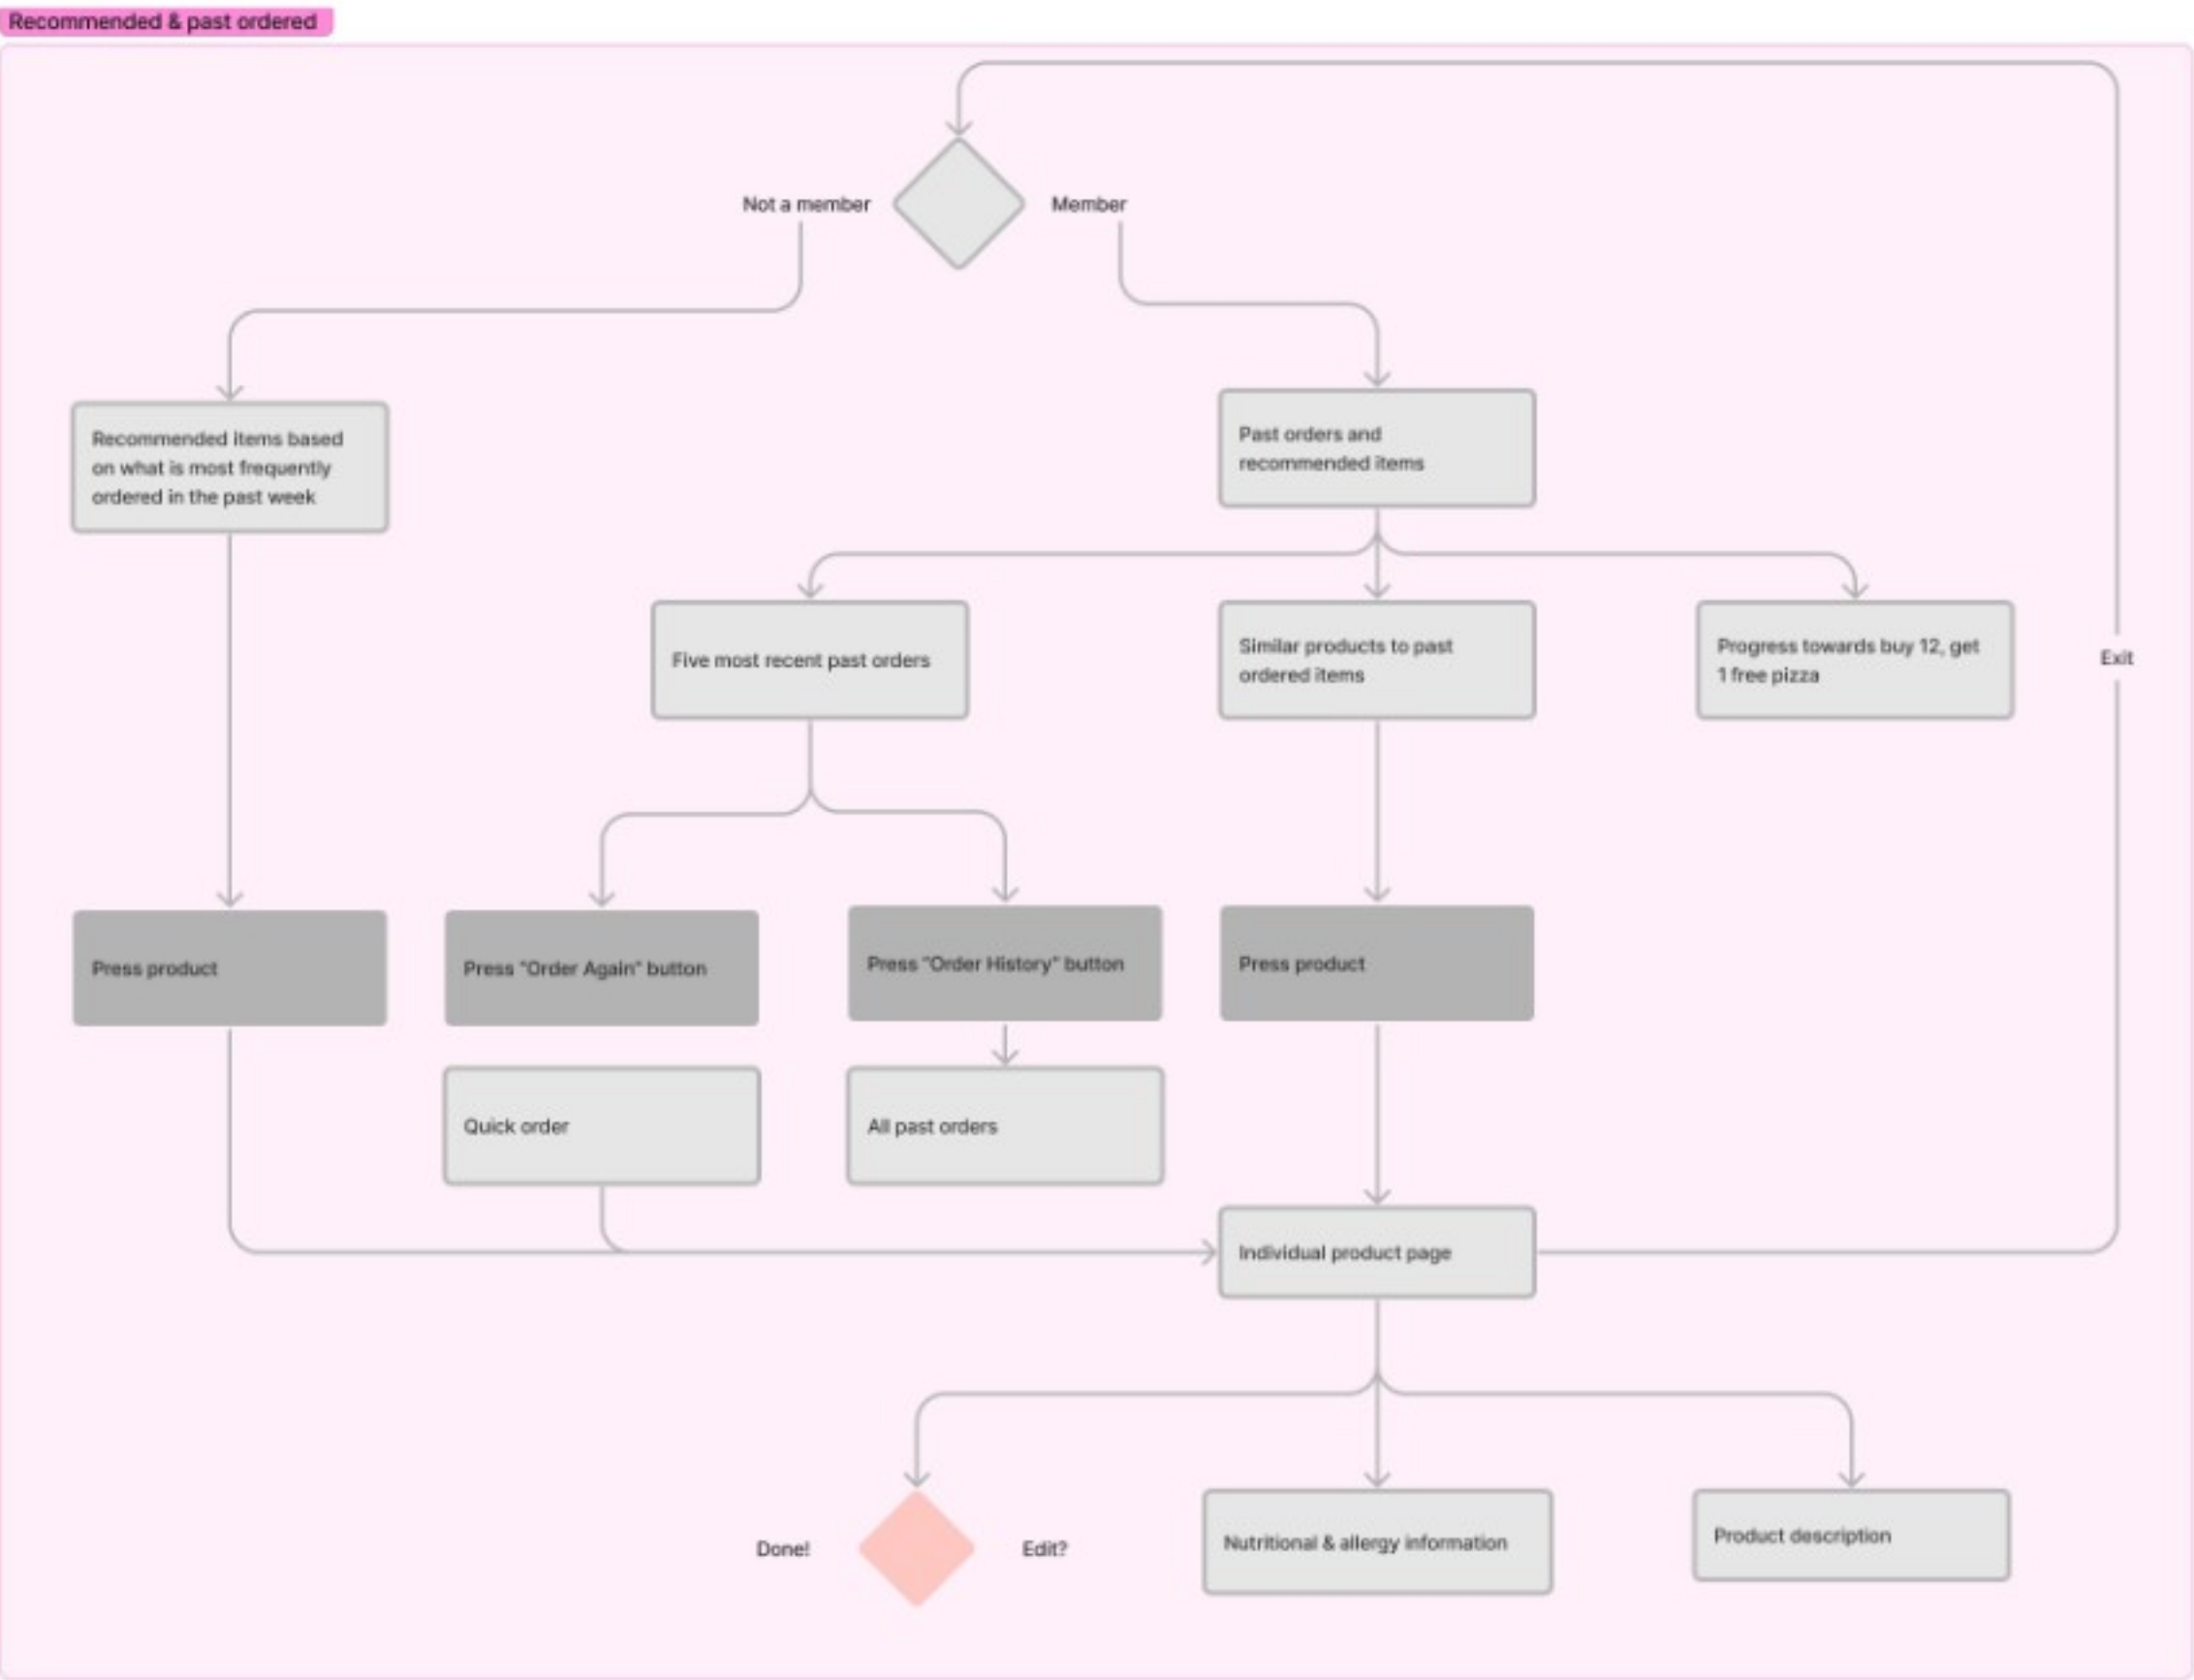 Recommended & past ordered
Not a member
Member
Recommended items based
on what is most frequently
ordered in the past week
Past orders and
recommended items
Five most recent past orders
Similar products to past
ordered items
Progress towards buy 12, get
1 free pizza
Exit
Press product
Press "Order Again" button
Press "Order History" button
Press product
Quick order
All past orders
Individual product page
Done!
Edit?
Nutritional & allergy information
Product description